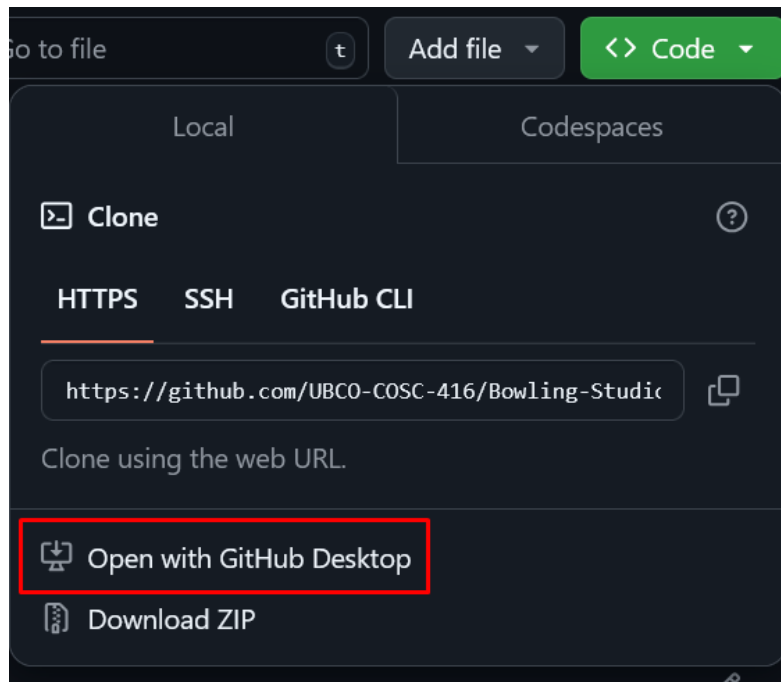 Go to file t Add file <> Code
Local Codespaces
Clone
HTTPS SSH GitHub CLI
https://github.com/UBCO-COSC-416/Bowling-Studio
Clone using the web URL.
Open with GitHub Desktop
Download ZIP